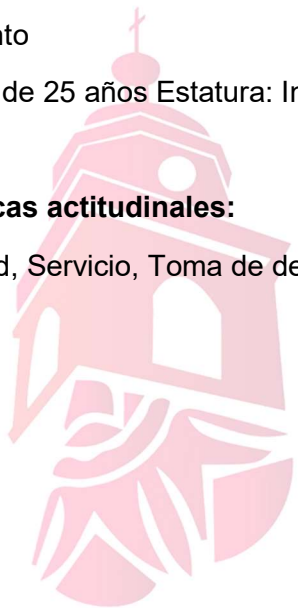 nto
de 25 años Estatura: In
cas actitudinales:
d, Servicio, Toma de de